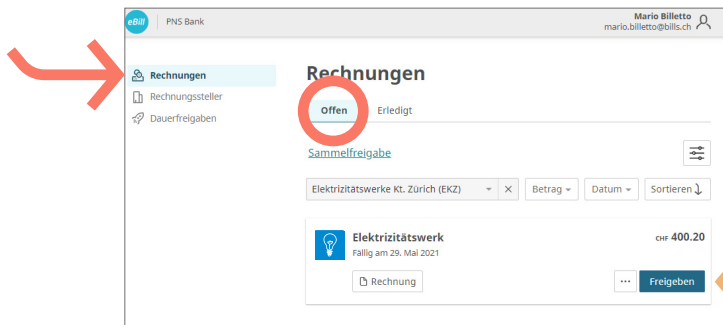 eBill PNS Bank
Mario Billetto
mario.billetto@bills.ch
Rechnungen
Rechnungssteller
Dauerfreigaben
Rechnungen
Offen Erledigt
Sammelfreigabe
Elektrizitätswerke Kt. Zürich (EKZ) Betrag Datum Sortieren
Elektrizitätswerk CHF 400.20
Fällig am 29. Mai 2021
Rechnung ... Freigeben